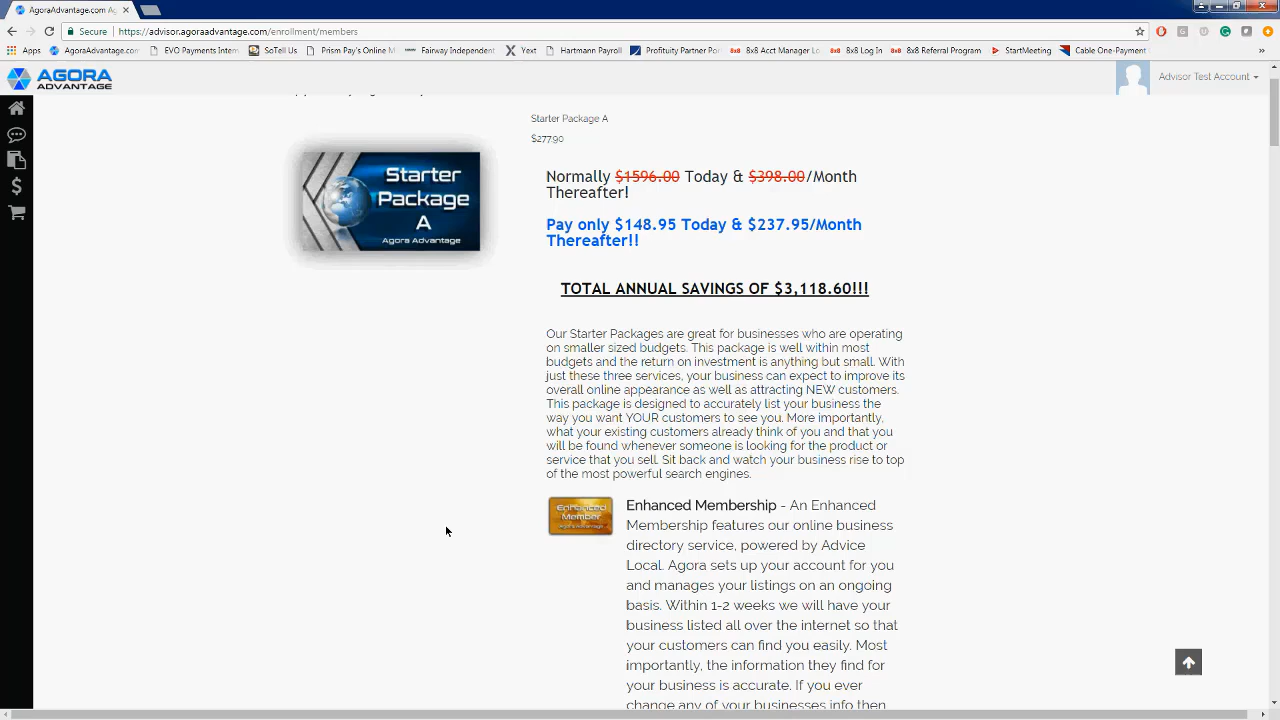 AgoraAdvantage.com Ag
Secure
https://advisor.agoraadvantage.com/enrollment/members
Apps
AgoraAdvantage.com
EVO Payments Intern
SoTellUs
Prism Pay's Online M
Fairway Independent
Yext
Hartmann Payroll
Profituity Partner Por
8x8 Acct Manager Lo
8x8 Log In
8x8 Referral Program
StartMeeting
Cable One-Payment
AGORA
ADVANTAGE
Advisor Test Account
Starter Package A
$277.90
Starter
Package
A
Agora Advantage
Normally $1596.00 Today & $398.00/Month
Thereafter!
Pay only $148.95 Today & $237.95/Month
Thereafter!!
TOTAL ANNUAL SAVINGS OF $3,118.60!!!
Our Starter Packages are great for businesses who are operating
on smaller sized budgets. This package is well within most
budgets and the return on investment is anything but small. With
just these three services, your business can expect to improve its
overall online appearance as well as attracting NEW customers.
This package is designed to accurately list your business the
way you want YOUR customers to see you. More importantly,
what your existing customers already think of you and that you
will be found whenever someone is looking for the product or
service that you sell. Sit back and watch your business rise to top
of the most powerful search engines.
Enhanced
Member
Agora Advantage
Enhanced Membership - An Enhanced
Membership features our online business
directory service, powered by Advice
Local. Agora sets up your account for you
and manages your listings on an ongoing
basis. Within 1-2 weeks we will have your
business listed all over the internet so that
your customers can find you easily. Most
importantly, the information they find for
your business is accurate. If you ever
change any of your businesses info then